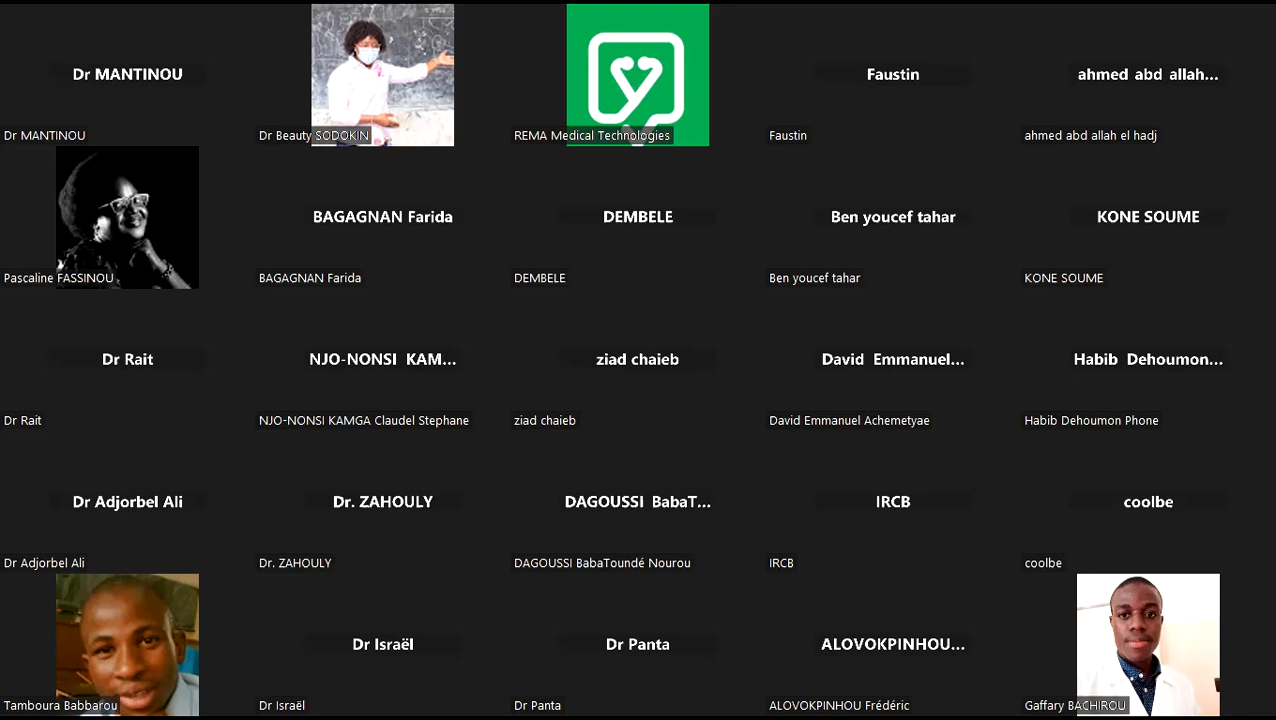 Dr MANTINOU
Faustin
ahmed abd allah...
Dr MANTINOU
Dr Beauty SODOKIN
REMA Medical Technologies
Faustin
ahmed abd allah el hadj
BAGAGNAN Farida
DEMBELE
Ben youcef tahar
KONE SOUME
Pascaline FASSINOU
BAGAGNAN Farida
DEMBELE
Ben youcef tahar
KONE SOUME
Dr Rait
NJO-NONSI KAM...
ziad chaieb
David Emmanuel...
Habib Dehoumon...
Dr Rait
NJO-NONSI KAMGA Claudel Stephane
ziad chaieb
David Emmanuel Achemetyae
Habib Dehoumon Phone
Dr Adjorbel Ali
Dr. ZAHOULY
DAGOUSSI BabaT...
IRCB
coolbe
Dr Adjorbel Ali
Dr. ZAHOULY
DAGOUSSI BabaToundé Nourou
IRCB
coolbe
Dr Israël
Dr Panta
ALOVOKPINHOU...
Tamboura Babbarou
Dr Israël
Dr Panta
ALOVOKPINHOU Frédéric
Gaffary BACHIROU